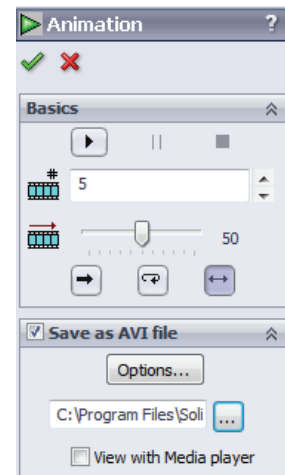 Animation ?
Basics
#
5
50
Save as AVI file
Options...
C:\Program Files\Soli ...
View with Media player